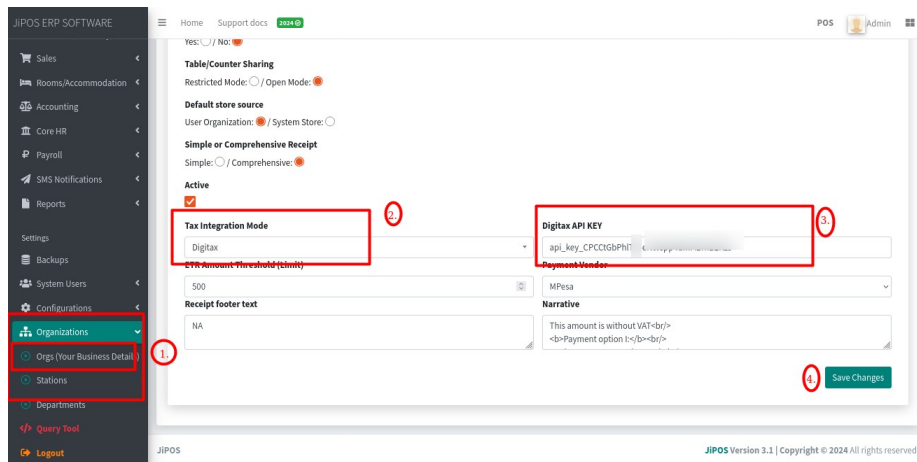 JiPOS ERP SOFTWARE
Home Support docs 2024
POS Admin
Sales
Rooms/Accommodation
Accounting
Core HR
Payroll
SMS Notifications
Reports
Settings
Backups
System Users
Configurations
Organizations
Orgs (Your Business Details)
Stations
Departments
Query Tool
Logout
Yes: / No:
Table/Counter Sharing
Restricted Mode: / Open Mode:
Default store source
User Organization: / System Store:
Simple or Comprehensive Receipt
Simple: / Comprehensive:
Active
1.
2.
3.
4.
Tax Integration Mode
Digitax
Digitax API KEY
ETR Amount Threshold (Limit)
500
Payment Vendor
MPesa
Receipt footer text
NA
Narrative
This amount is without VAT<br/>
<b>Payment option I:</b><br/>
Save Changes
JiPOS
JiPOS Version 3.1 | Copyright © 2024 All rights reserved